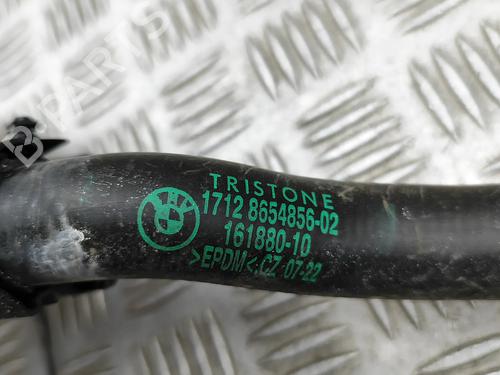 B-PARTS
TRISTONE
1712 8654856-02
161880-10
>EPDM< CZ 07-22